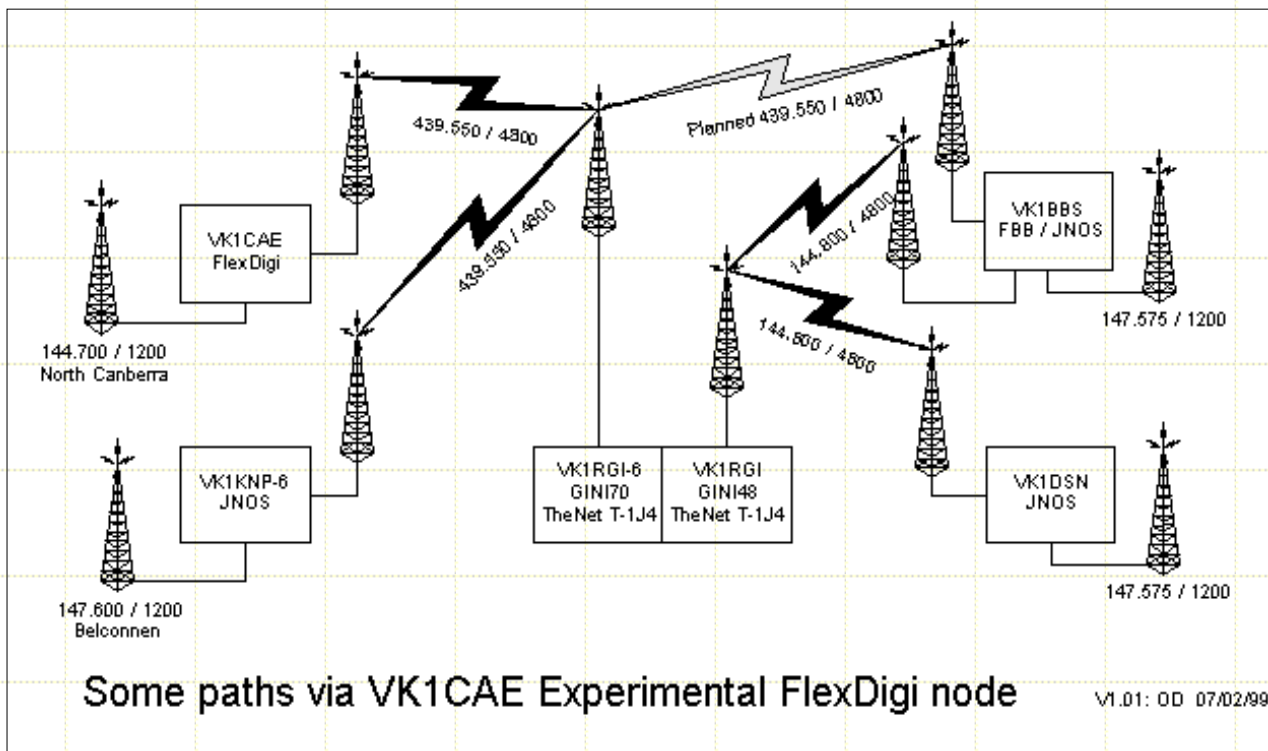 439.550 / 4800
Planned 439.550 / 4800
VK1CAE
FlexDigi
439.550 / 4800
144.800 / 4800
VK1BBS
FBB / JNOS
144.700 / 1200
North Canberra
144.800 / 4800
147.575 / 1200
VK1KNP-6
JNOS
VK1RGI-6
GINI70
TheNet T-1J4
VK1RGI
GINI48
TheNet T-1J4
VK1DSN
JNOS
147.600 / 1200
Belconnen
147.575 / 1200
Some paths via VK1CAE Experimental FlexDigi node
V1.01: OD 07/02/99